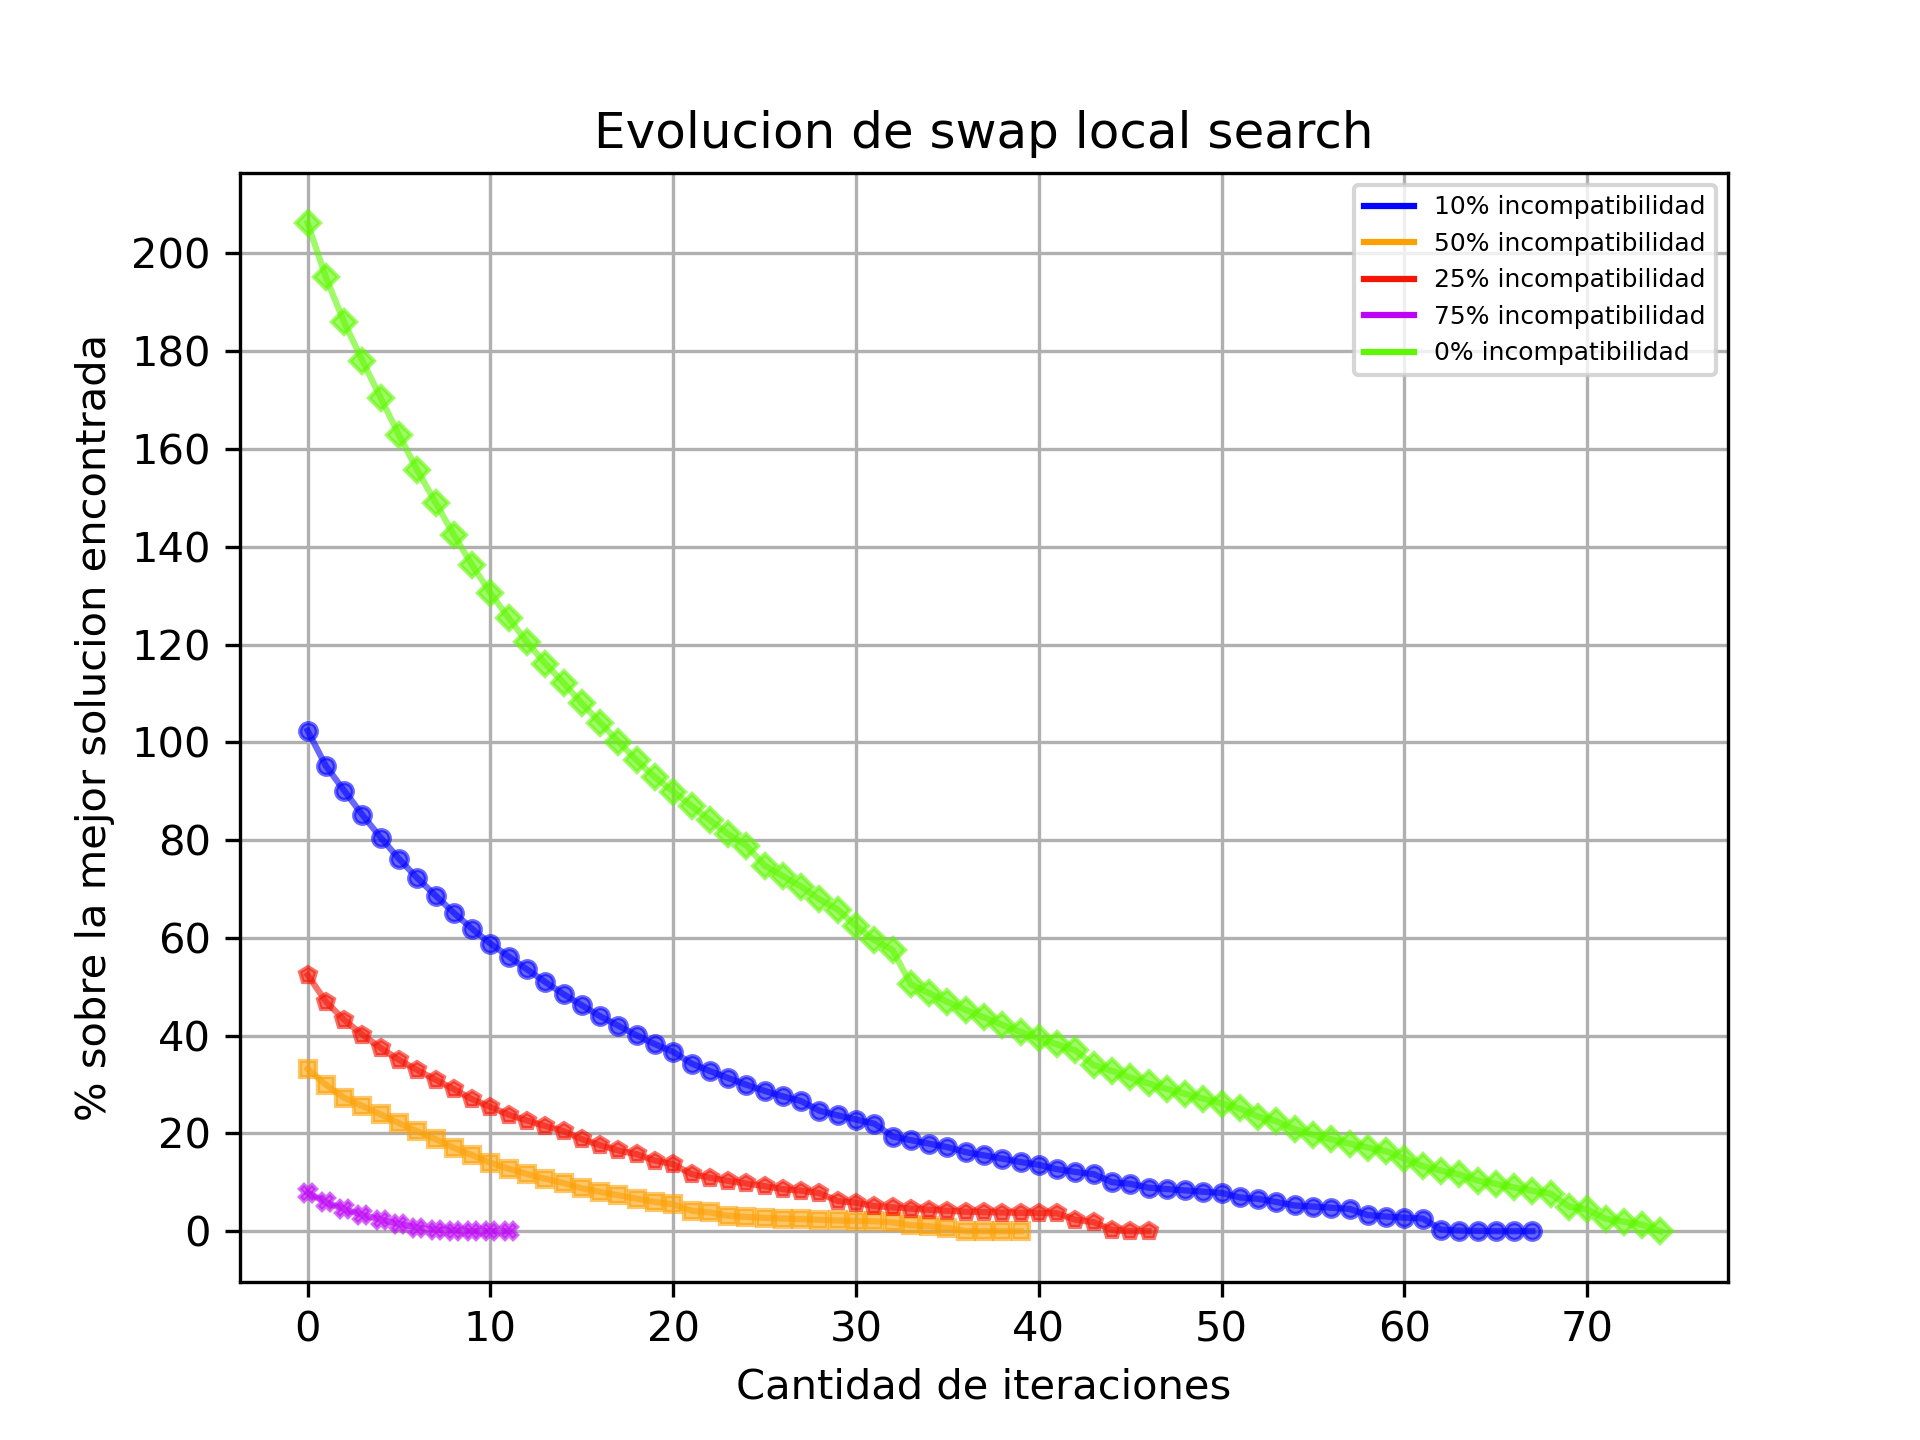 Evolucion de swap local search
10% incompatibilidad
50% incompatibilidad
25% incompatibilidad
75% incompatibilidad
0% incompatibilidad
% sobre la mejor solucion encontrada
200
180
160
140
120
100
80
60
40
20
0
0 10 20 30 40 50 60 70
Cantidad de iteraciones